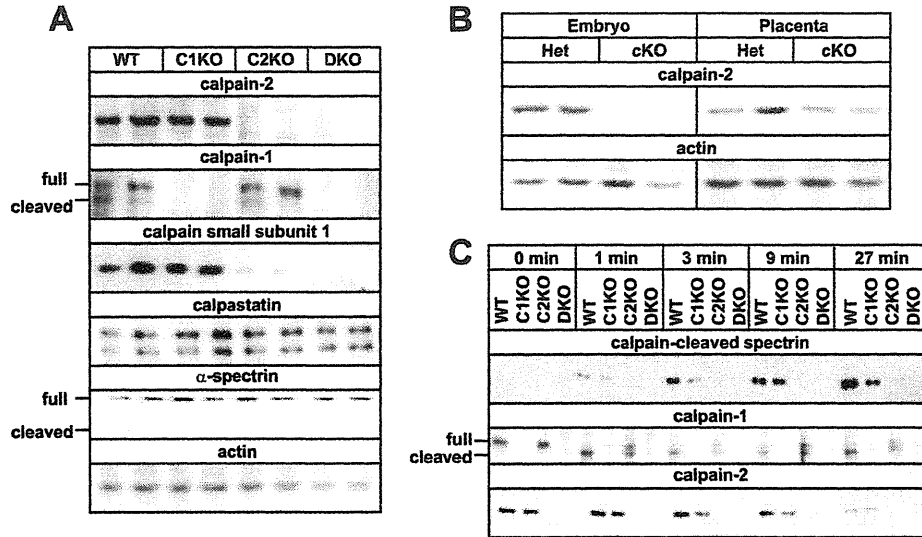 A
WT C1KO C2KO DKO
calpain-2
calpain-1
full
cleaved
calpain small subunit 1
calpastatin
α-spectrin
full
cleaved
actin
B
Embryo Placenta
Het cKO Het cKO
calpain-2
actin
C
0 min 1 min 3 min 9 min 27 min
WT C1KO C2KO DKO WT C1KO C2KO DKO WT C1KO C2KO DKO WT C1KO C2KO DKO WT C1KO C2KO DKO
calpain-cleaved spectrin
calpain-1
full
cleaved
calpain-2